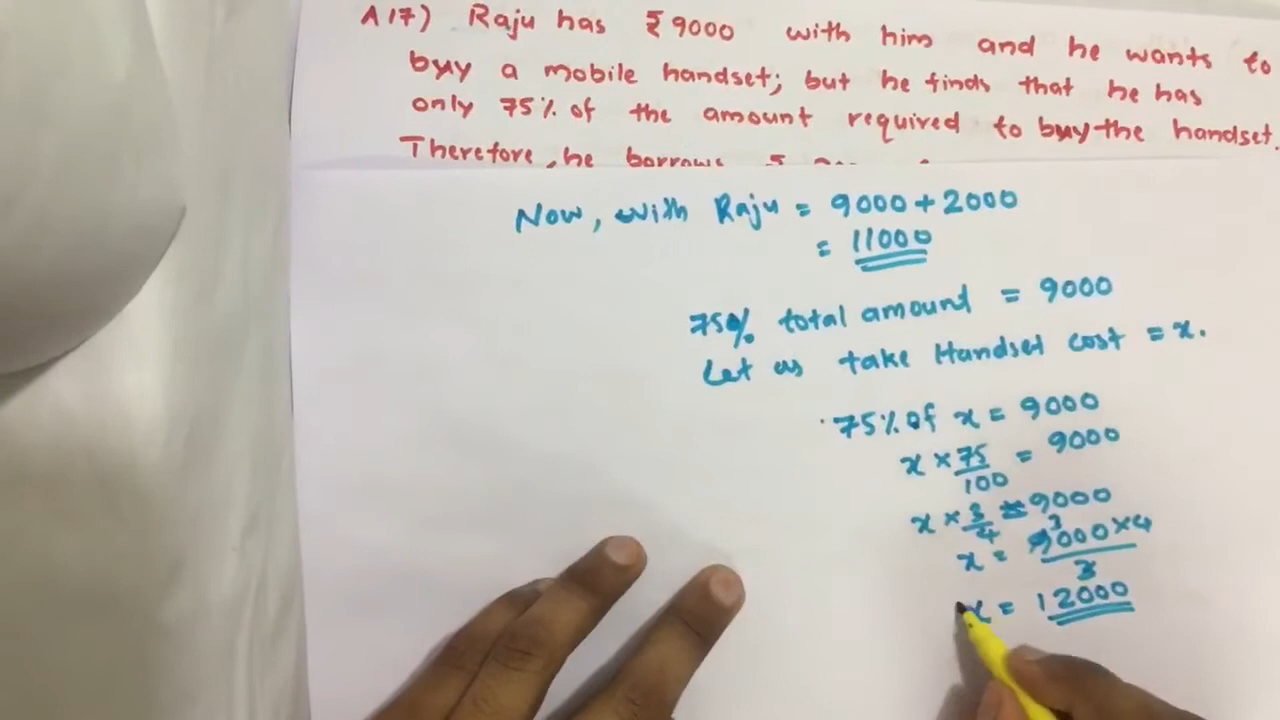 A17) Raju has ₹9000 with him and he wants to
buy a mobile handset; but he finds that he has
only 75% of the amount required to buy the handset.
Therefore, he borrows ₹
Now, with Raju = 9000 + 2000
= 11000
75% total amount = 9000
Let us take Handset cost = x.
75% of x = 9000
x × 75/100 = 9000
x × 3/4 = 9000
x = 9000×4/3
x = 12000